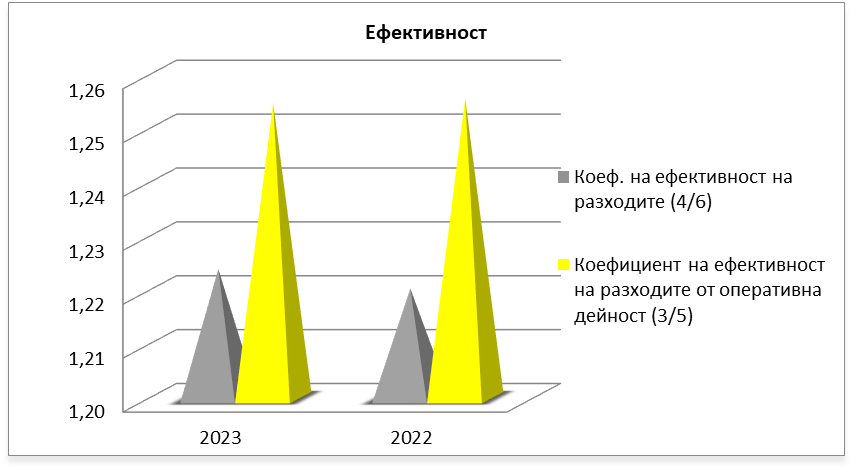 Ефективност
1,26
1,25
1,24
1,23
1,22
1,21
1,20
2023
2022
Коеф. на ефективност на
разходите (4/6)
Коефициент на ефективност
на разходите от оперативна
дейност (3/5)